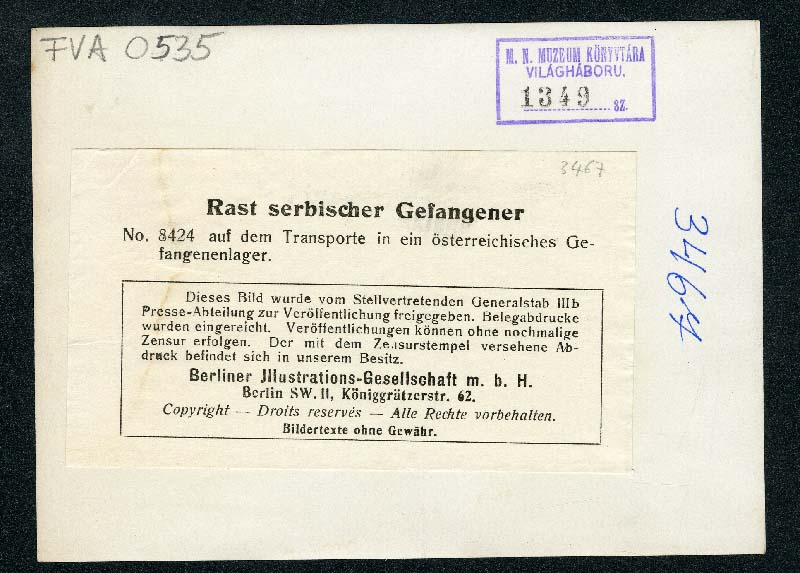 FVA 0535
M. N. MUZEUM KÖNYVTÁRA
VILÁGHÁBORU.
1349 SZ.
3467
Rast serbischer Gefangener
No. 8424 auf dem Transporte in ein österreichisches Ge-
fangenenlager.
Dieses Bild wurde vom Stellvertretenden Generalstab IIIb
Presse-Abteilung zur Veröffentlichung freigegeben. Belegabdrucke
wurden eingereicht. Veröffentlichungen können ohne nochmalige
Zensur erfolgen. Der mit dem Zensurstempel versehene Ab-
druck befindet sich in unserem Besitz.
Berliner Jllustrations-Gesellschaft m. b. H.
Berlin SW. 11, Königgrätzerstr. 62.
Copyright — Droits reservés — Alle Rechte vorbehalten.
Bildertexte ohne Gewähr.
3464